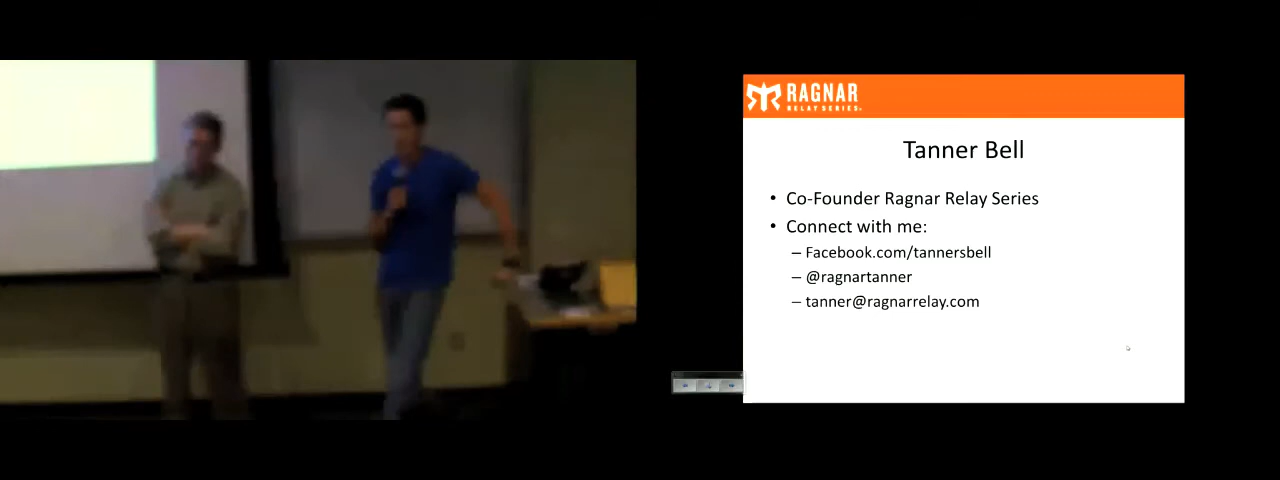 RAGNAR
RELAY SERIES.
Tanner Bell
• Co-Founder Ragnar Relay Series
• Connect with me:
– Facebook.com/tannersbell
– @ragnartanner
– tanner@ragnarrelay.com